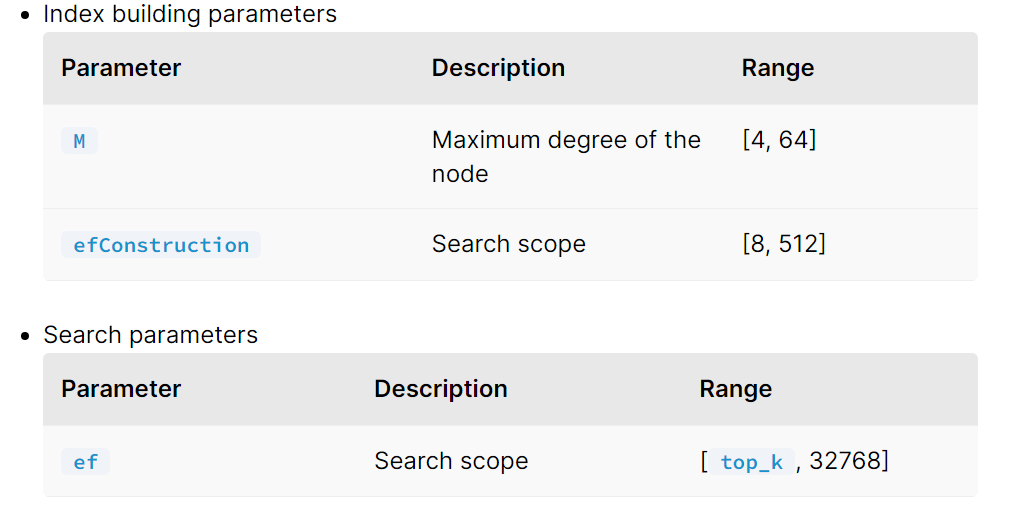 • Index building parameters
Parameter Description Range
M Maximum degree of the [4, 64]
node
efConstruction Search scope [8, 512]
• Search parameters
Parameter Description Range
ef Search scope [ top_k , 32768]